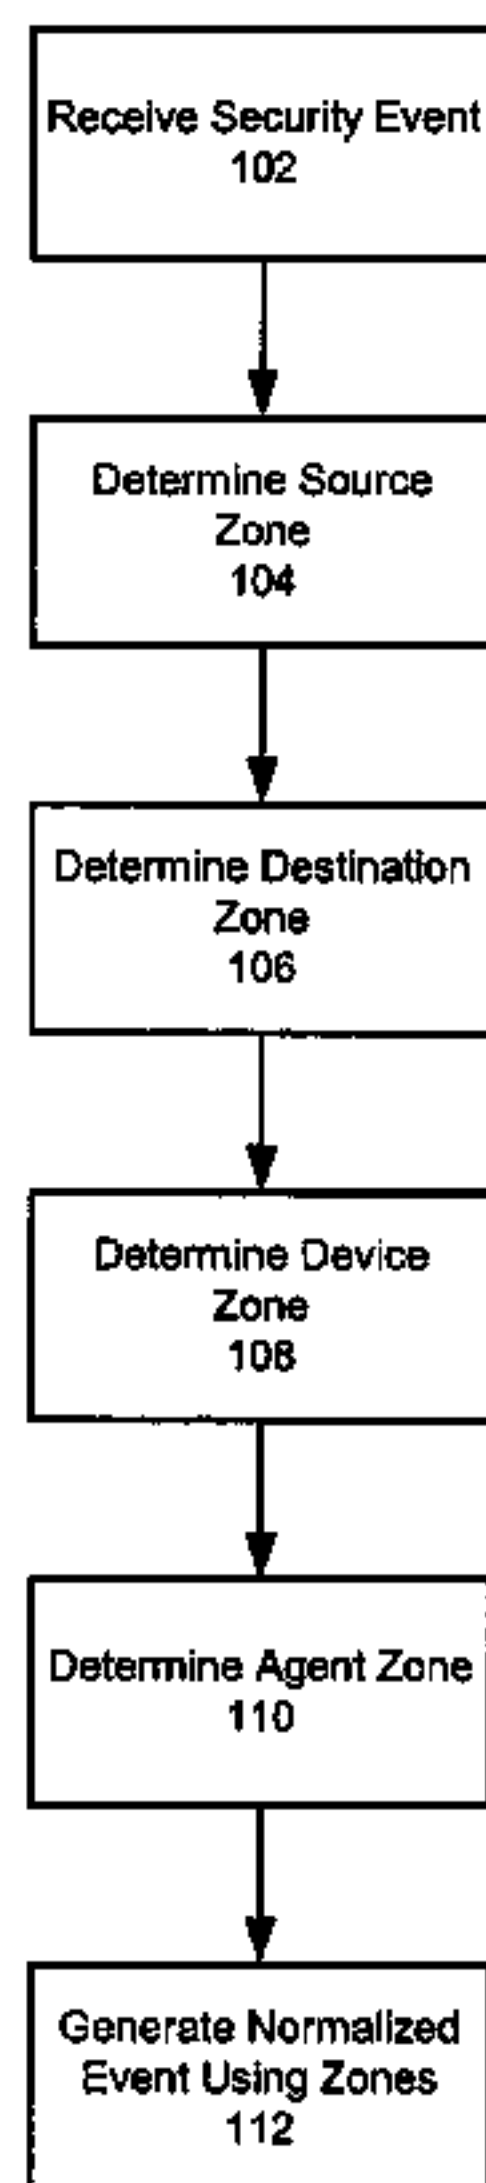 Receive Security Event
102
Determine Source
Zone
104
Determine Destination
Zone
106
Determine Device
Zone
108
Determine Agent Zone
110
Generate Normalized
Event Using Zones
112